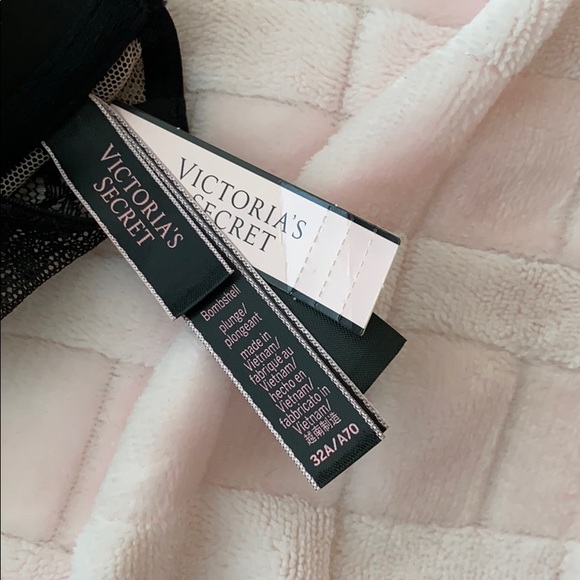 VICTORIA'S
SECRET
VICTORIA'S
SECRET
Bombshell
plunge/
plongeant
made in
Vietnam/
fabriqué au
Vietnam/
hecho en
Vietnam/
fabbricato in
Vietnam/
越南制造
32A/A70